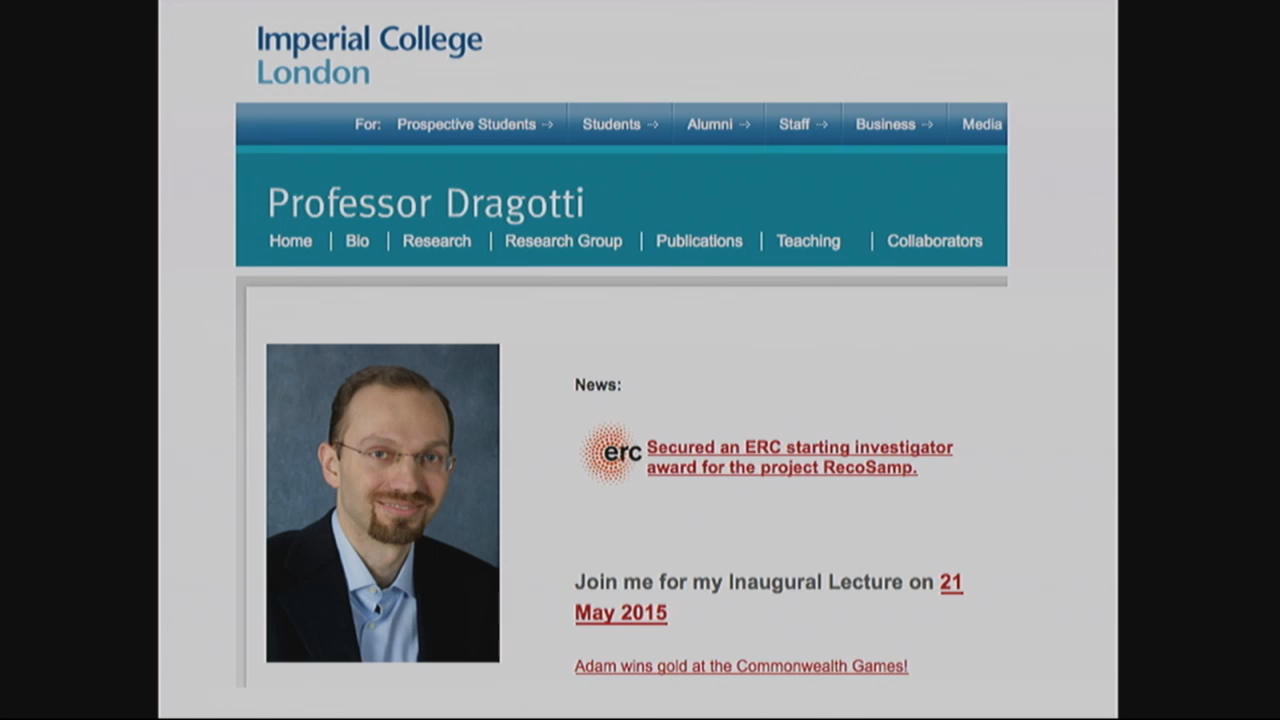 Imperial College
London
For: Prospective Students → Students → Alumni → Staff → Business → Media
Professor Dragotti
Home | Bio | Research | Research Group | Publications | Teaching | Collaborators
News:
erc Secured an ERC starting investigator
award for the project RecoSamp.
Join me for my Inaugural Lecture on 21
May 2015
Adam wins gold at the Commonwealth Games!